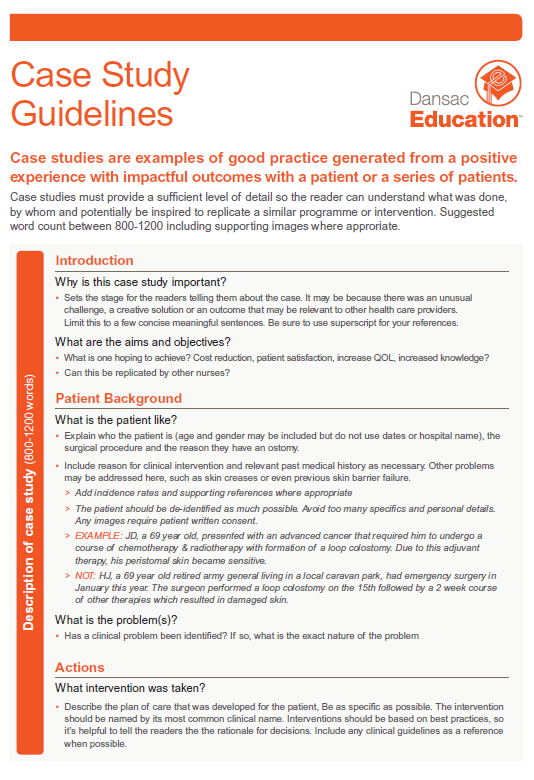 Case Study
Guidelines
Dansac
Education™
Case studies are examples of good practice generated from a positive
experience with impactful outcomes with a patient or a series of patients.
Case studies must provide a sufficient level of detail so the reader can understand what was done,
by whom and potentially be inspired to replicate a similar programme or intervention. Suggested
word count between 800-1200 including supporting images where approriate.
Description of case study (800-1200 words)
Introduction
Why is this case study important?
• Sets the stage for the readers telling them about the case. It may be because there was an unusual
challenge, a creative solution or an outcome that may be relevant to other health care providers.
Limit this to a few concise meaningful sentences. Be sure to use superscript for your references.
What are the aims and objectives?
• What is one hoping to achieve? Cost reduction, patient satisfaction, increase QOL, increased knowledge?
• Can this be replicated by other nurses?
Patient Background
What is the patient like?
• Explain who the patient is (age and gender may be included but do not use dates or hospital name), the
surgical procedure and the reason they have an ostomy.
• Include reason for clinical intervention and relevant past medical history as necessary. Other problems
may be addressed here, such as skin creases or even previous skin barrier failure.
> Add incidence rates and supporting references where appropriate
> The patient should be de-identified as much possible. Avoid too many specifics and personal details.
Any images require patient written consent.
> EXAMPLE: JD, a 69 year old, presented with an advanced cancer that required him to undergo a
course of chemotherapy & radiotherapy with formation of a loop colostomy. Due to this adjuvant
therapy, his peristomal skin became sensitive.
> NOT: HJ, a 69 year old retired army general living in a local caravan park, had emergency surgery in
January this year. The surgeon performed a loop colostomy on the 15th followed by a 2 week course
of other therapies which resulted in damaged skin.
What is the problem(s)?
• Has a clinical problem been identified? If so, what is the exact nature of the problem
Actions
What intervention was taken?
• Describe the plan of care that was developed for the patient, Be as specific as possible. The intervention
should be named by its most common clinical name. Interventions should be based on best practices, so
it's helpful to tell the readers the the rationale for decisions. Include any clinical guidelines as a reference
when possible.